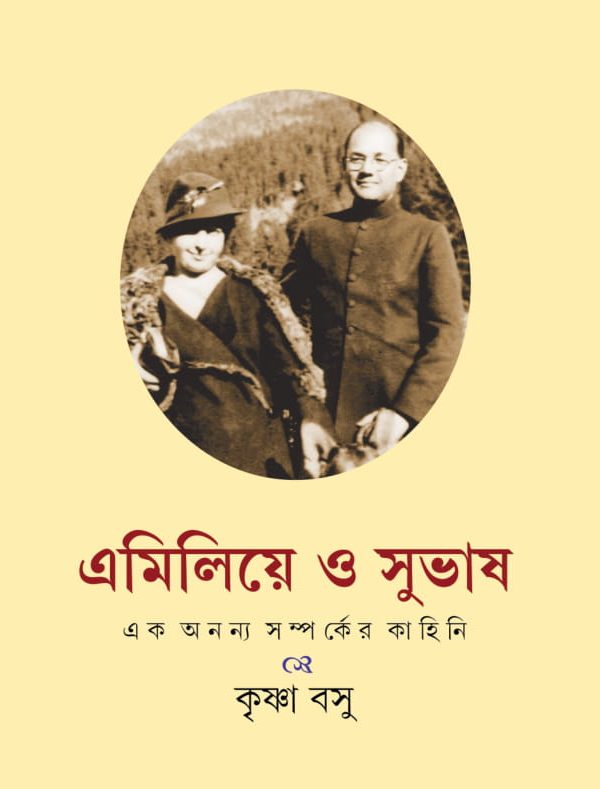 এমিলিয়ে ও সুভাষ
এক অনন্য সম্পর্কের কাহিনি
কৃষ্ণা বসু